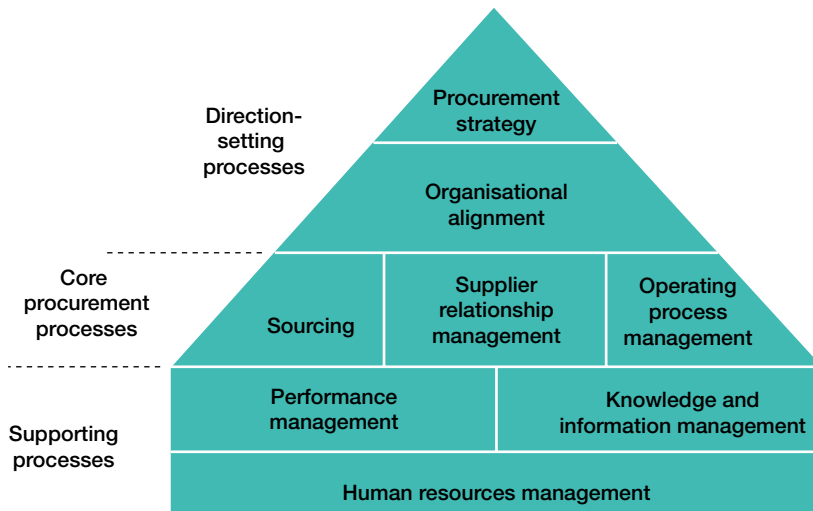 Direction-
setting
processes
Procurement
strategy
Organisational
alignment
Core
procurement
processes
Sourcing
Supplier
relationship
management
Operating
process
management
Supporting
processes
Performance
management
Knowledge and
information management
Human resources management